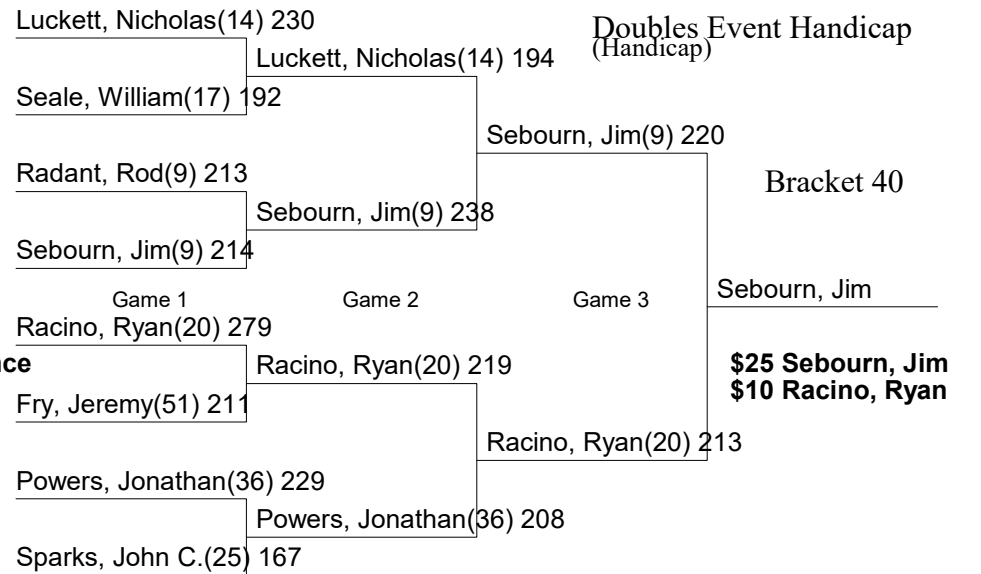 Luckett, Nicholas(14) 230
Doubles Event Handicap
(Handicap)
Luckett, Nicholas(14) 194
Seale, William(17) 192
Sebourn, Jim(9) 220
Radant, Rod(9) 213
Bracket 40
Sebourn, Jim(9) 238
Sebourn, Jim(9) 214
Game 1
Game 2
Game 3
Sebourn, Jim
Racino, Ryan(20) 279
nce
Racino, Ryan(20) 219
$25 Sebourn, Jim
$10 Racino, Ryan
Fry, Jeremy(51) 211
Racino, Ryan(20) 213
Powers, Jonathan(36) 229
Powers, Jonathan(36) 208
Sparks, John C.(25) 167